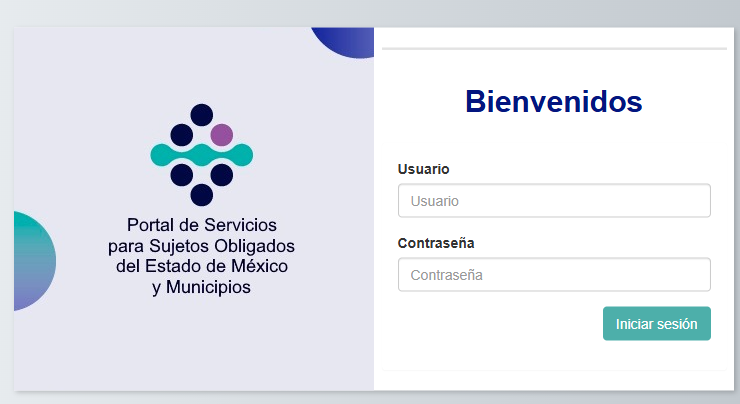 Portal de Servicios
para Sujetos Obligados
del Estado de México
y Municipios
Bienvenidos
Usuario
Usuario
Contraseña
Contraseña
Iniciar sesión